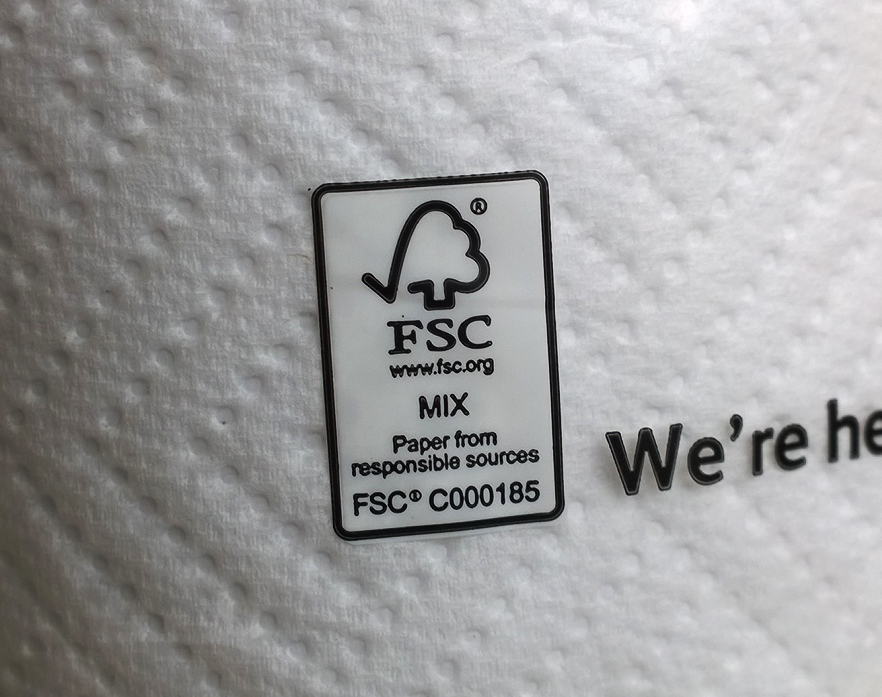 ®
FSC
www.fsc.org
MIX
Paper from
responsible sources
FSC® C000185
We're he